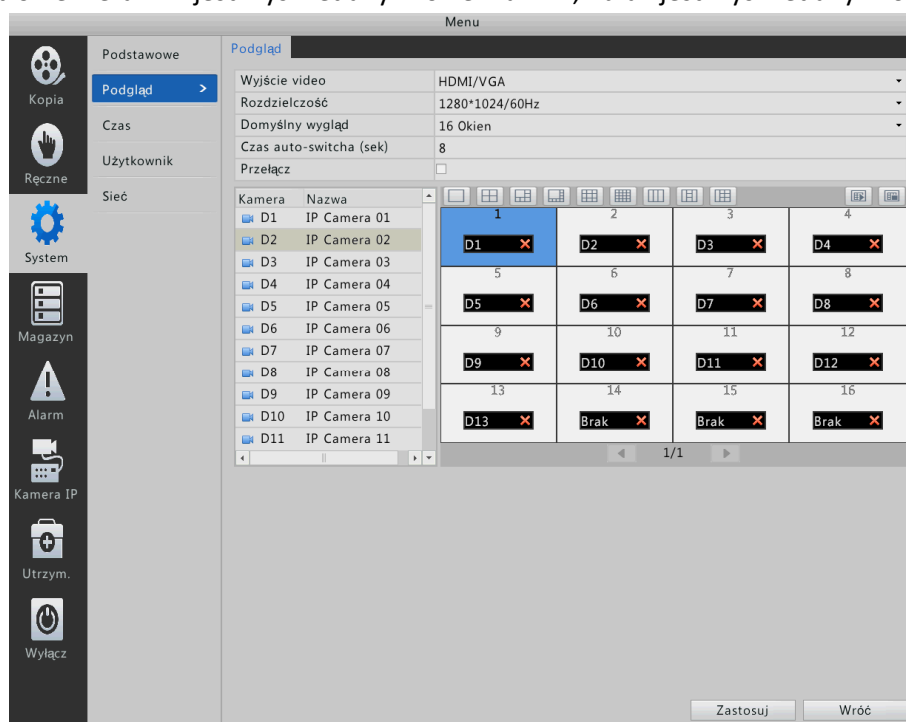 Menu
Kopia
Ręczne
System
Magazyn
Alarm
Kamera IP
Utrzym.
Wyłącz
Podstawowe
Podgląd >
Czas
Użytkownik
Sieć
Podgląd
Wyjście video HDMI/VGA
Rozdzielczość 1280*1024/60Hz
Domyślny wygląd 16 Okien
Czas auto-switcha (sek) 8
Przełącz
Kamera Nazwa
D1 IP Camera 01
D2 IP Camera 02
D3 IP Camera 03
D4 IP Camera 04
D5 IP Camera 05
D6 IP Camera 06
D7 IP Camera 07
D8 IP Camera 08
D9 IP Camera 09
D10 IP Camera 10
D11 IP Camera 11
1 2 3 4
D1 D2 D3 D4
5 6 7 8
D5 D6 D7 D8
9 10 11 12
D9 D10 D11 D12
13 14 15 16
D13 Brak Brak Brak
1/1
Zastosuj Wróć